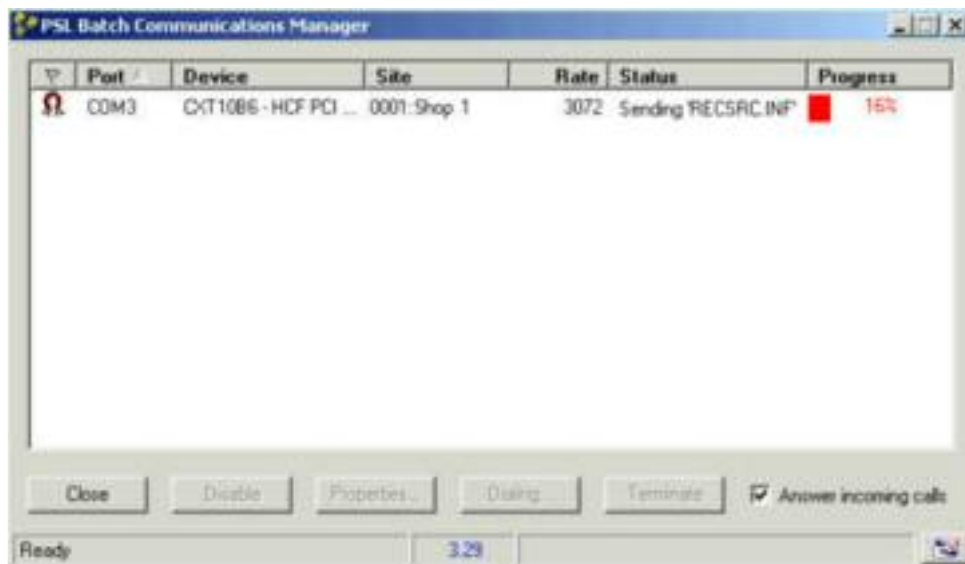 PSL Batch Communications Manager
Port Device Site Rate Status Progress
COM3 CXT1086 - HCF PCI ... 0001: Shop 1 3072 Sending 'RECSRC.INF' 16%
Close Disable Properties... Dialing... Terminate Answer incoming calls
Ready 3.29